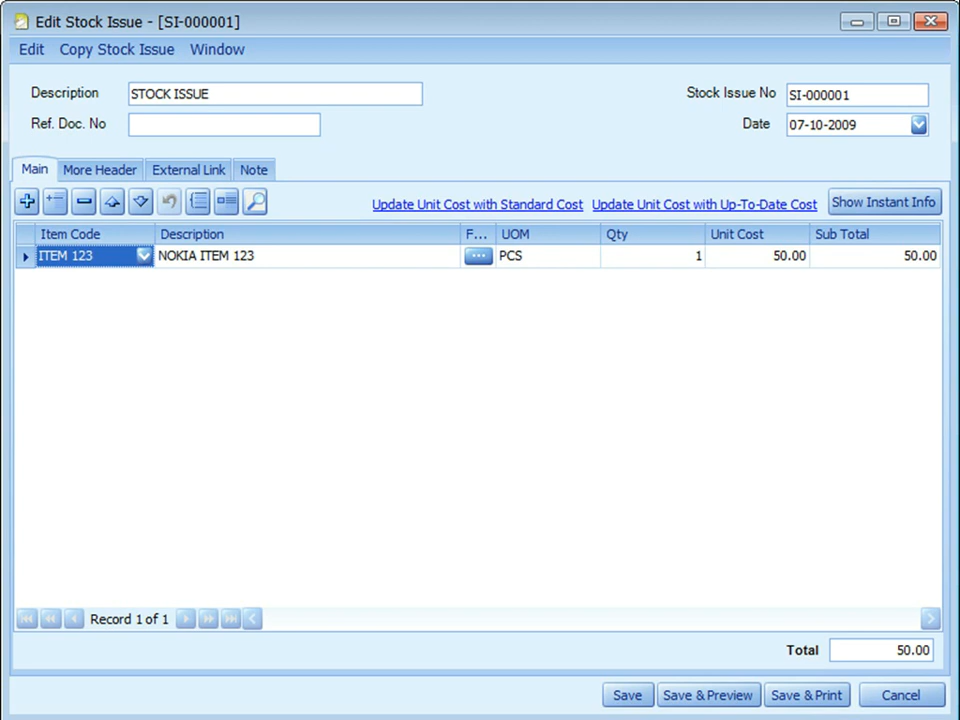 Edit Stock Issue - [SI-000001]
Edit Copy Stock Issue Window
Description STOCK ISSUE Stock Issue No SI-000001
Ref. Doc. No Date 07-10-2009
Main More Header External Link Note
Update Unit Cost with Standard Cost Update Unit Cost with Up-To-Date Cost Show Instant Info
Item Code Description F... UOM Qty Unit Cost Sub Total
ITEM 123 NOKIA ITEM 123 ... PCS 1 50.00 50.00
Record 1 of 1
Total 50.00
Save Save & Preview Save & Print Cancel